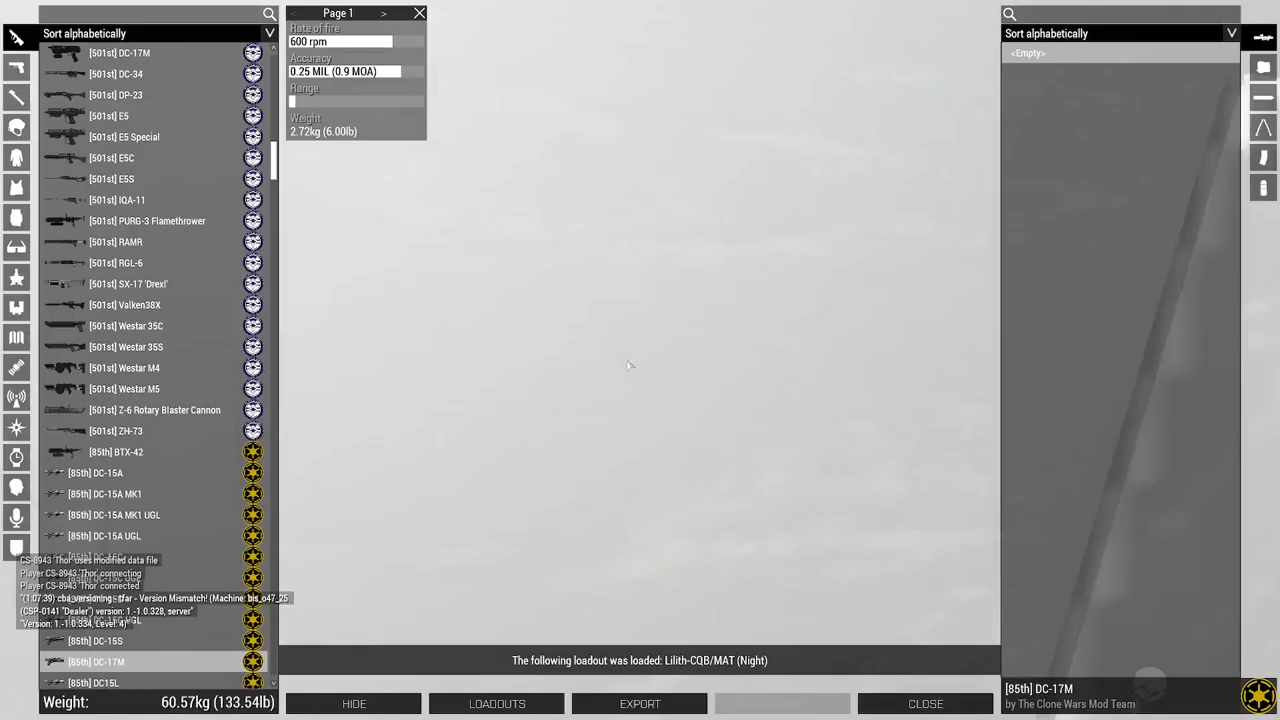 Sort alphabetically
[501st] DC-17M
[501st] DC-34
[501st] DP-23
[501st] E5
[501st] E5 Special
[501st] E5C
[501st] E5S
[501st] IQA-11
[501st] PURG-3 Flamethrower
[501st] RAMR
[501st] RGL-6
[501st] SX-17 'Drexl'
[501st] Valken38X
[501st] Westar 35C
[501st] Westar 35S
[501st] Westar M4
[501st] Westar M5
[501st] Z-6 Rotary Blaster Cannon
[501st] ZH-73
[85th] BTX-42
[85th] DC-15A
[85th] DC-15A MK1
[85th] DC-15A MK1 UGL
[85th] DC-15A UGL
CS-8943 'Thor' uses modified data file
Player CS-8943 'Thor' connecting
Player CS-8943 'Thor' connected
"(1:07:39) cba_versioning - tfar - Version Mismatch! (Machine: bis_o47_25
(CSP-0141 "Dealer") version: 1.-1.0.328, server"
"Version: 1.-1.0.334, Level: 4)
[85th] DC-15S
[85th] DC-17M
[85th] DC15L
Weight: 60.57kg (133.54lb)
< Page 1 >
Rate of fire
600 rpm
Accuracy
0.25 MIL (0.9 MOA)
Range
Weight
2.72kg (6.00lb)
The following loadout was loaded: Lilith-CQB/MAT (Night)
HIDE
LOADOUTS
EXPORT
CLOSE
Sort alphabetically
<Empty>
[85th] DC-17M
by The Clone Wars Mod Team